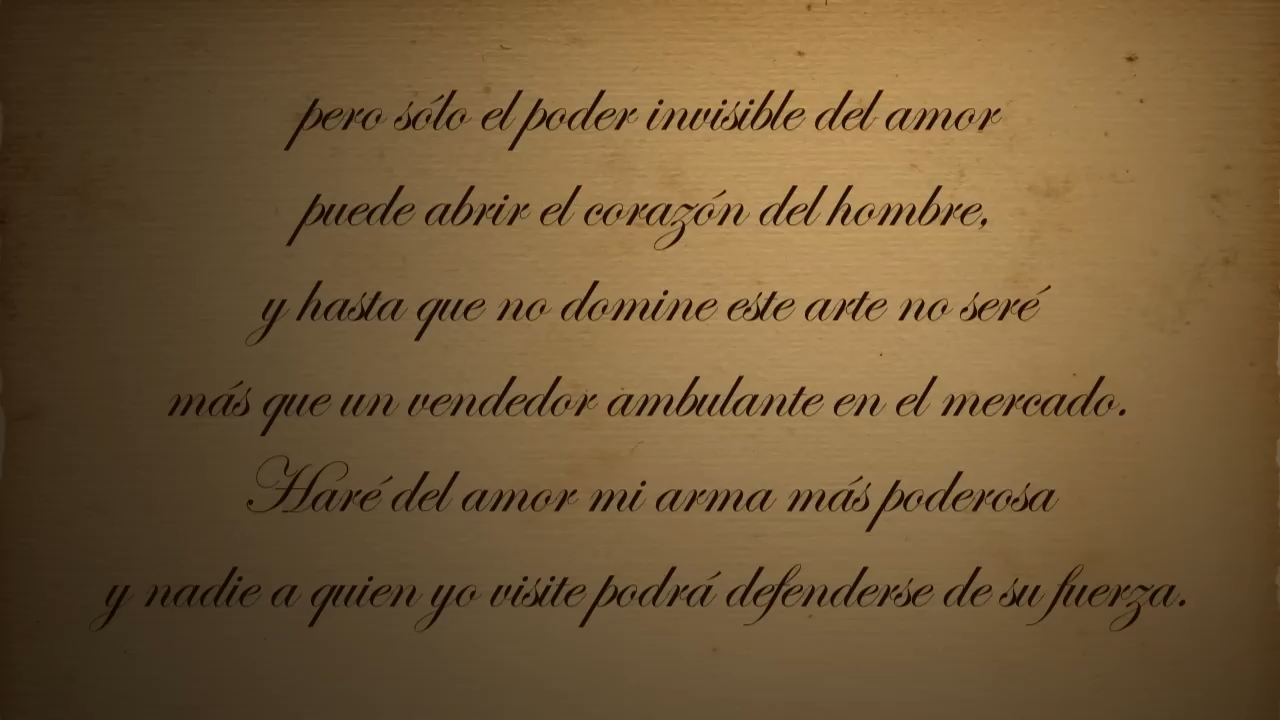 pero sólo el poder invisible del amor
puede abrir el corazón del hombre,
y hasta que no domine este arte no seré
más que un vendedor ambulante en el mercado.
Haré del amor mi arma más poderosa
y nadie a quien yo visite podrá defenderse de su fuerza.